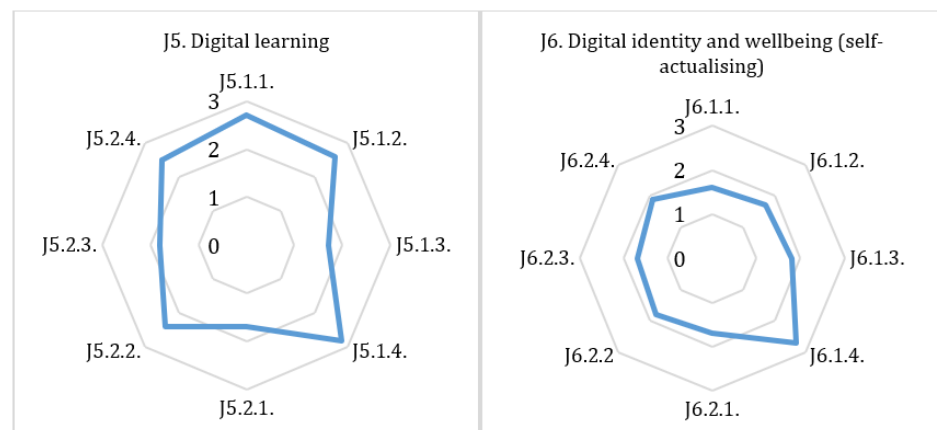 J5. Digital learning
J5.1.1.
3
J5.2.4.
J5.1.2.
2
1
J5.2.3.
0
J5.1.3.
J5.2.2.
J5.1.4.
J5.2.1.
J6. Digital identity and wellbeing (self-
actualising)
J6.1.1.
3
J6.2.4.
J6.1.2.
2
1
J6.2.3.
0
J6.1.3.
J6.2.2
J6.1.4.
J6.2.1.